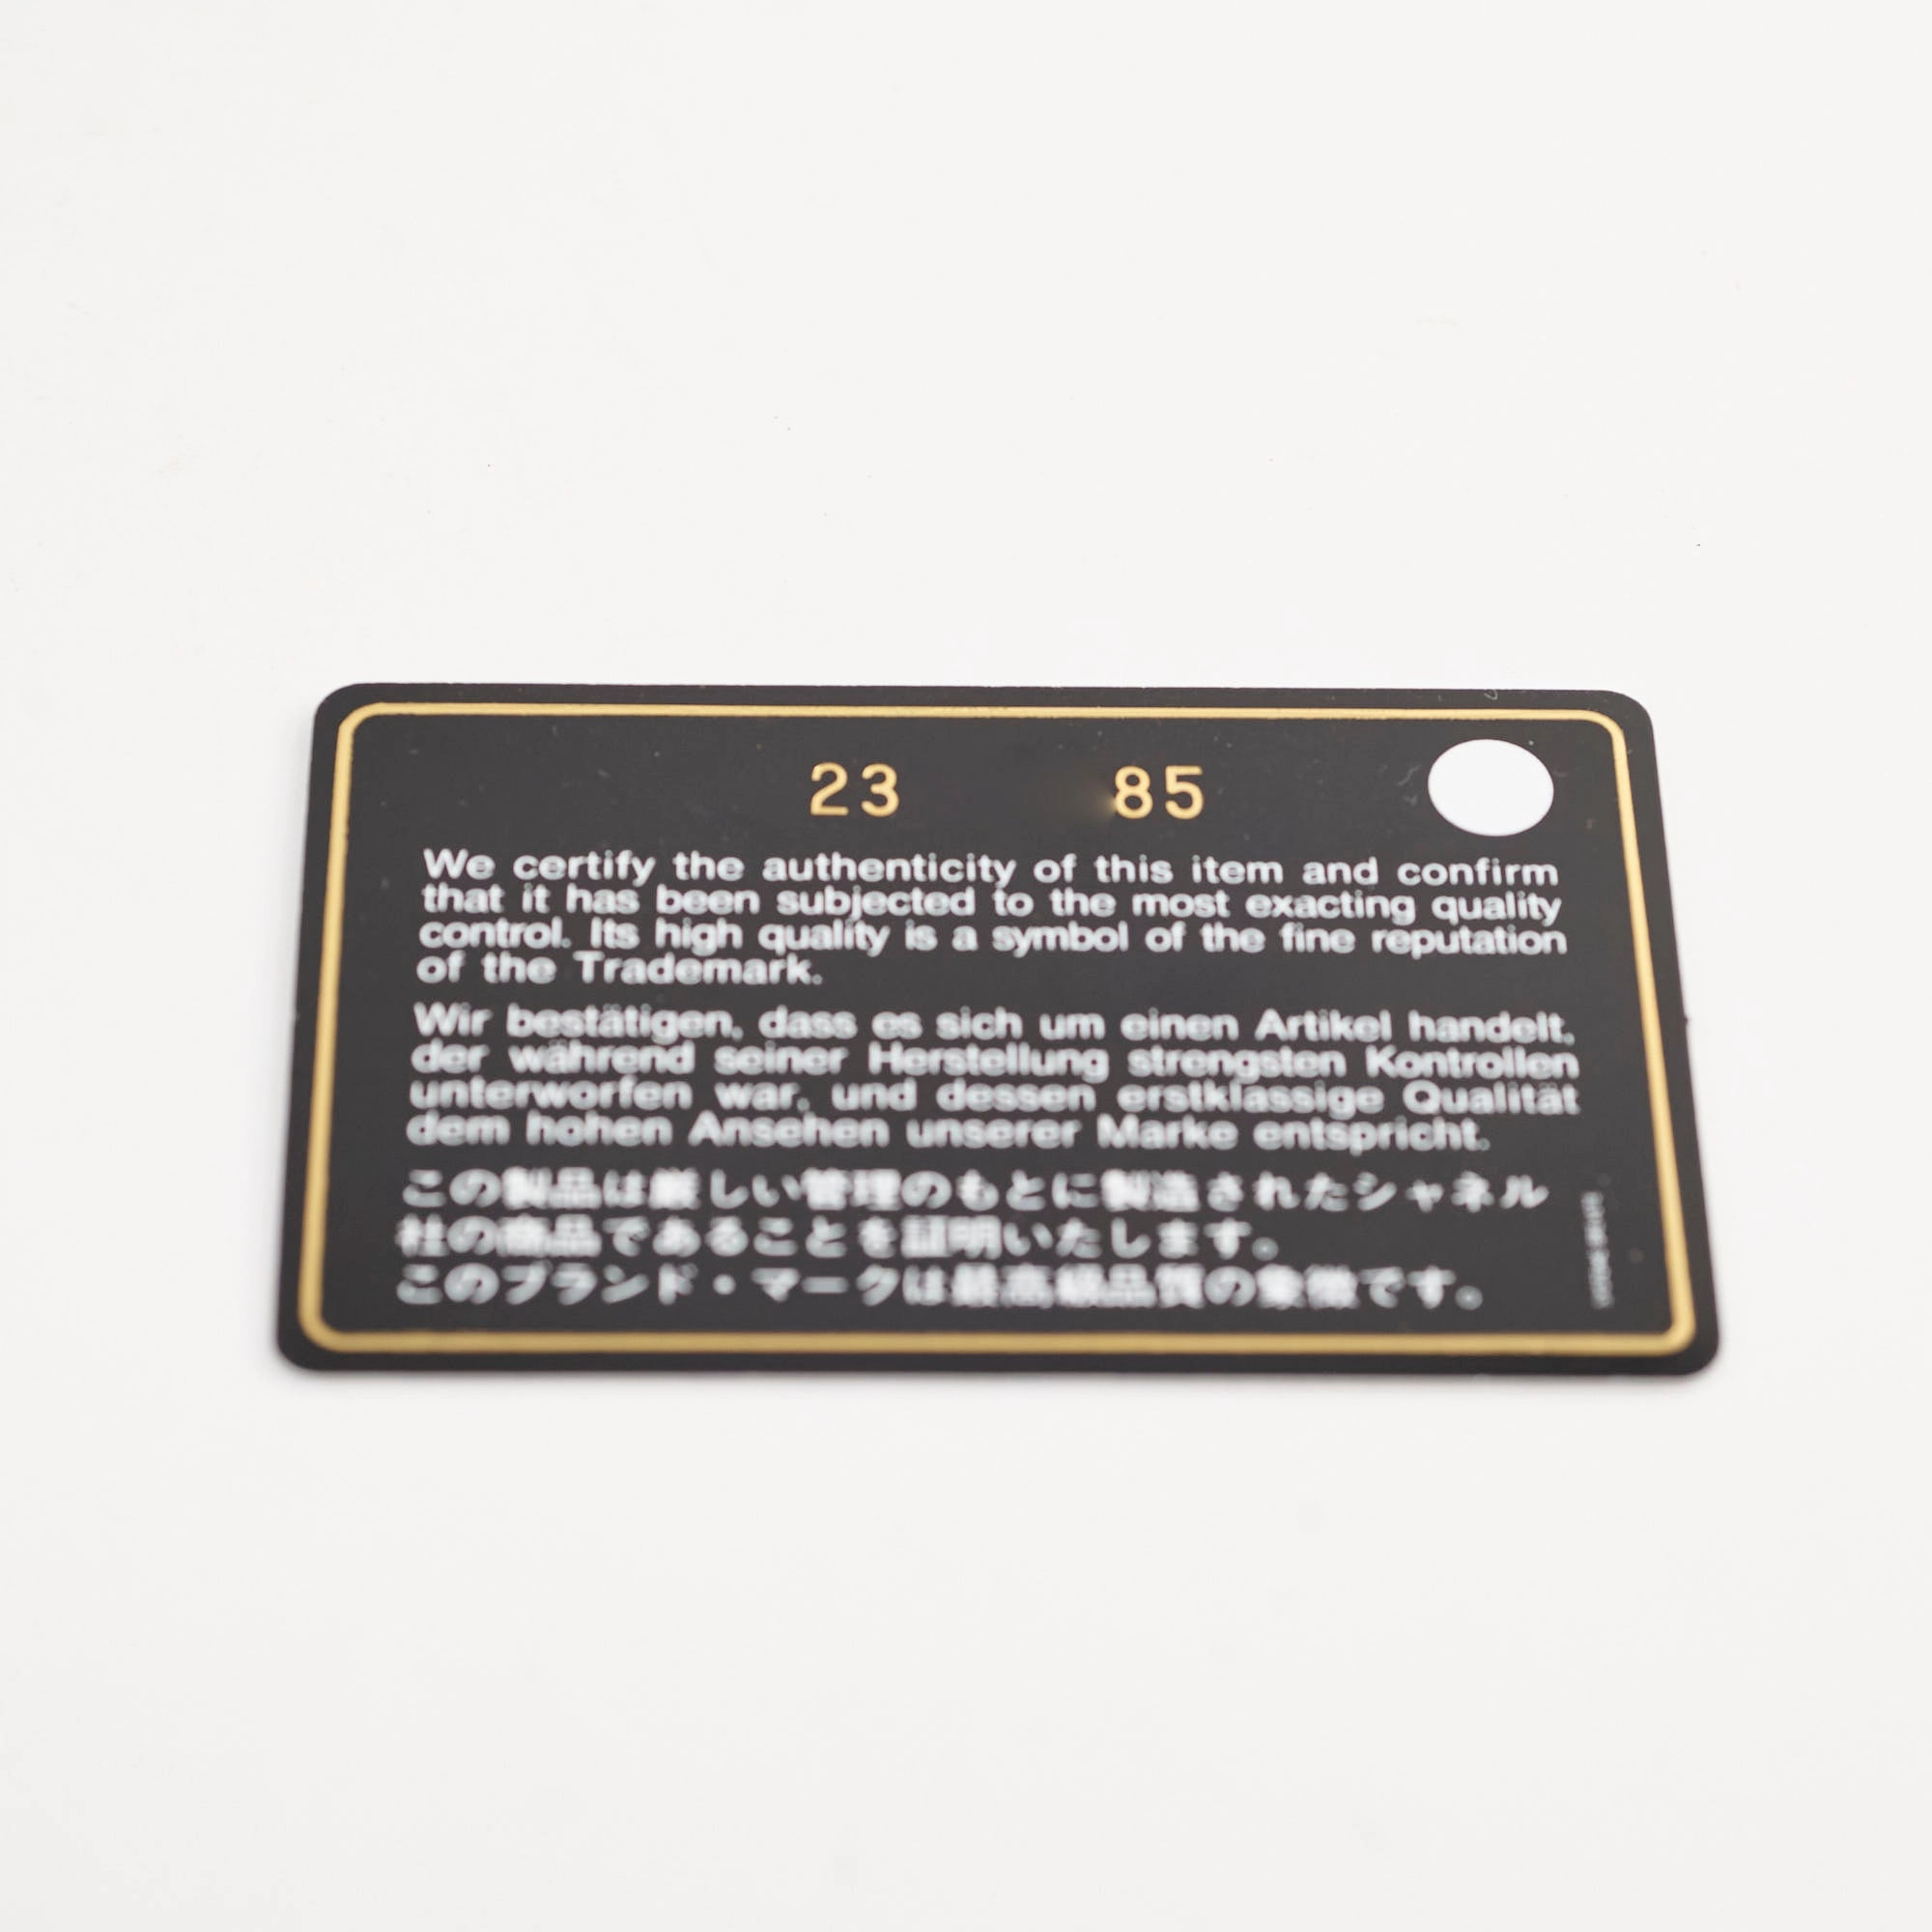 23 85
We certify the authenticity of this item and confirm
that it has been subjected to the most exacting quality
control. Its high quality is a symbol of the fine reputation
of the Trademark.
Wir bestätigen, dass es sich um einen Artikel handelt,
der während seiner Herstellung strengsten Kontrollen
unterworfen war, und dessen erstklassige Qualität
dem hohen Ansehen unserer Marke entspricht.
この製品は厳しい管理のもとに製造されたシャネル
社の商品であることを証明いたします。
このブランド・マークは最高級品質の象徴です。